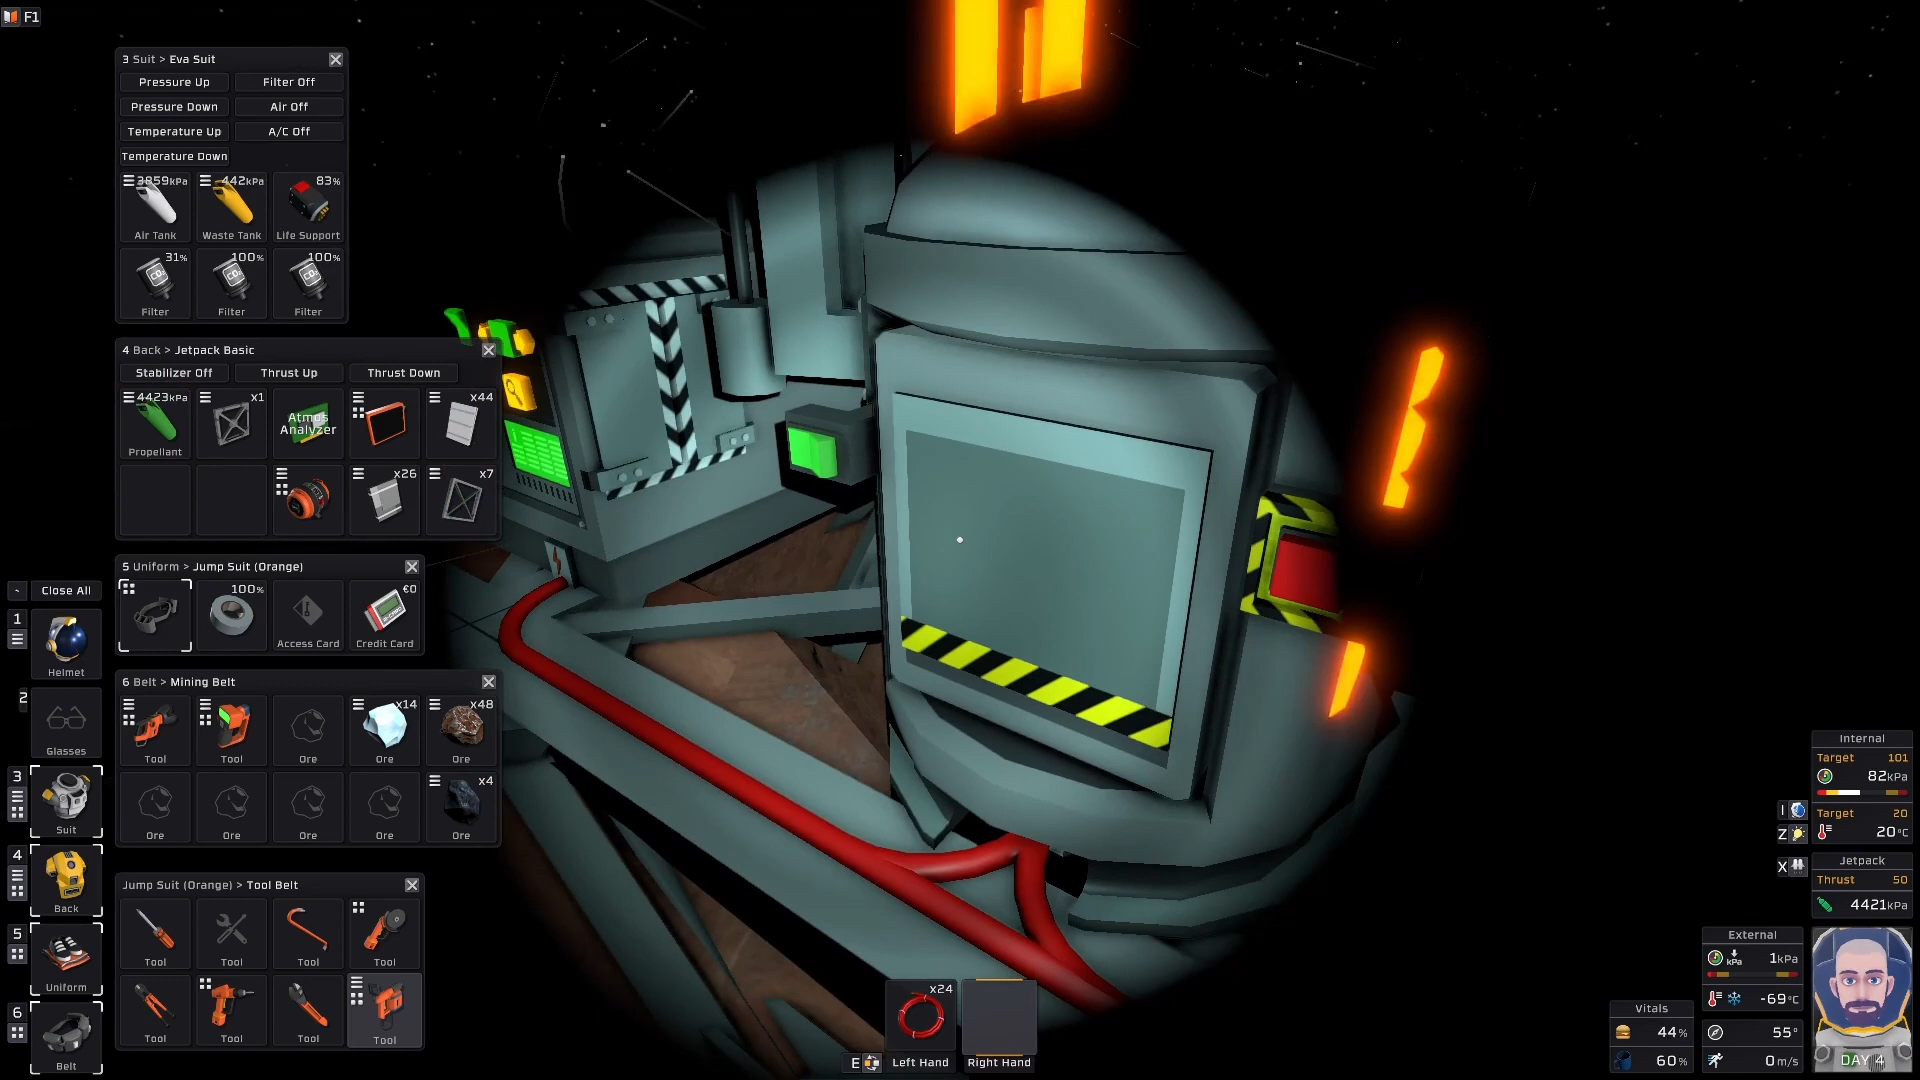 F1
3 Suit > Eva Suit
Pressure Up
Filter Off
Pressure Down
Air Off
Temperature Up
A/C Off
Temperature Down
3859kPa
442kPa
83%
Air Tank
Waste Tank
Life Support
31%
100%
100%
Filter
Filter
Filter
4 Back > Jetpack Basic
Stabilizer Off
Thrust Up
Thrust Down
4423kPa
x1
Atmos
Analyzer
x44
Propellant
x26
x7
5 Uniform > Jump Suit (Orange)
100%
€0
Access Card
Credit Card
6 Belt > Mining Belt
x14
x48
Tool
Tool
Ore
Ore
Ore
x4
Ore
Ore
Ore
Ore
Ore
Jump Suit (Orange) > Tool Belt
Tool
Tool
Tool
Tool
Tool
Tool
Tool
Tool
~
Close All
1
Helmet
2
Glasses
3
Suit
4
Back
5
Uniform
6
Belt
x24
E
Left Hand
Right Hand
Internal
Target 101
82kPa
I
Target 20
Z
20°C
Jetpack
X
Thrust 50
4421kPa
External
kPa
1kPa
-69°C
Vitals
44%
55°
60%
0m/s
DAY 4